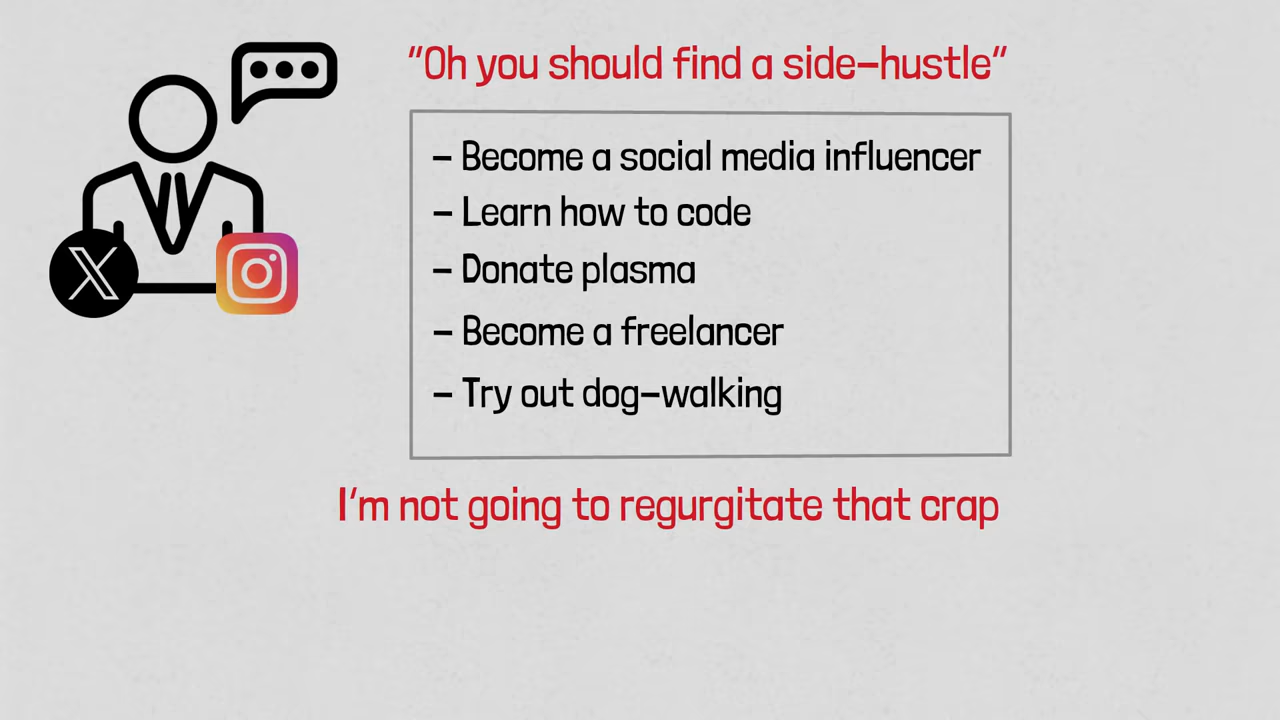 "Oh you should find a side-hustle"
- Become a social media influencer
- Learn how to code
- Donate plasma
- Become a freelancer
- Try out dog-walking
I'm not going to regurgitate that crap